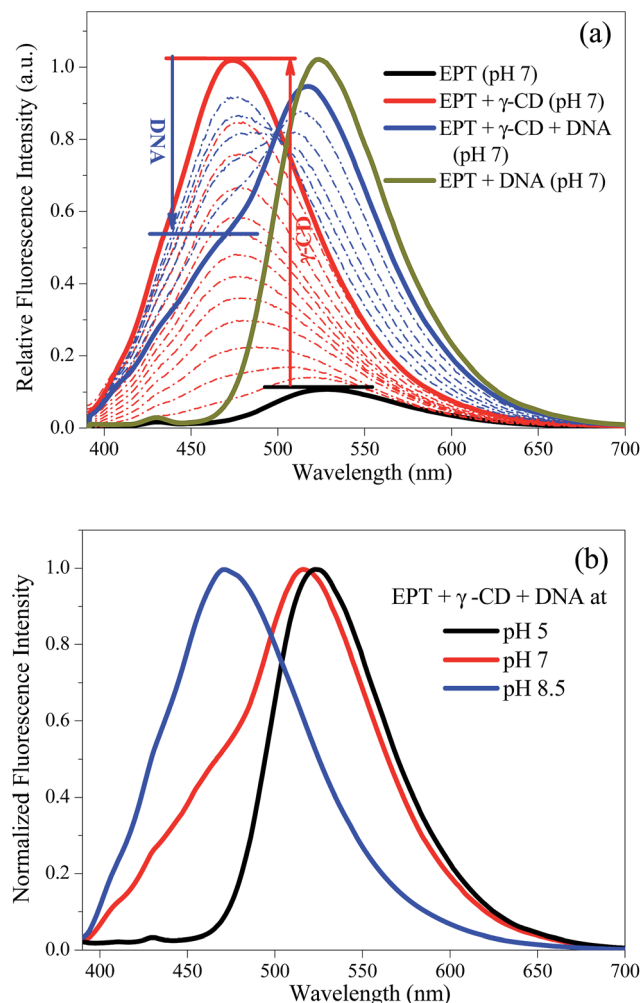 (a)
EPT (pH 7)
EPT + γ-CD (pH 7)
EPT + γ-CD + DNA
(pH 7)
EPT + DNA (pH 7)
DNA
γ-CD
Relative Fluorescence Intensity (a.u.)
1.0
0.8
0.6
0.4
0.2
0.0
400 450 500 550 600 650 700
Wavelength (nm)
(b)
EPT + γ -CD + DNA at
pH 5
pH 7
pH 8.5
Normalized Fluorescence Intensity
1.0
0.8
0.6
0.4
0.2
0.0
400 450 500 550 600 650 700
Wavelength (nm)